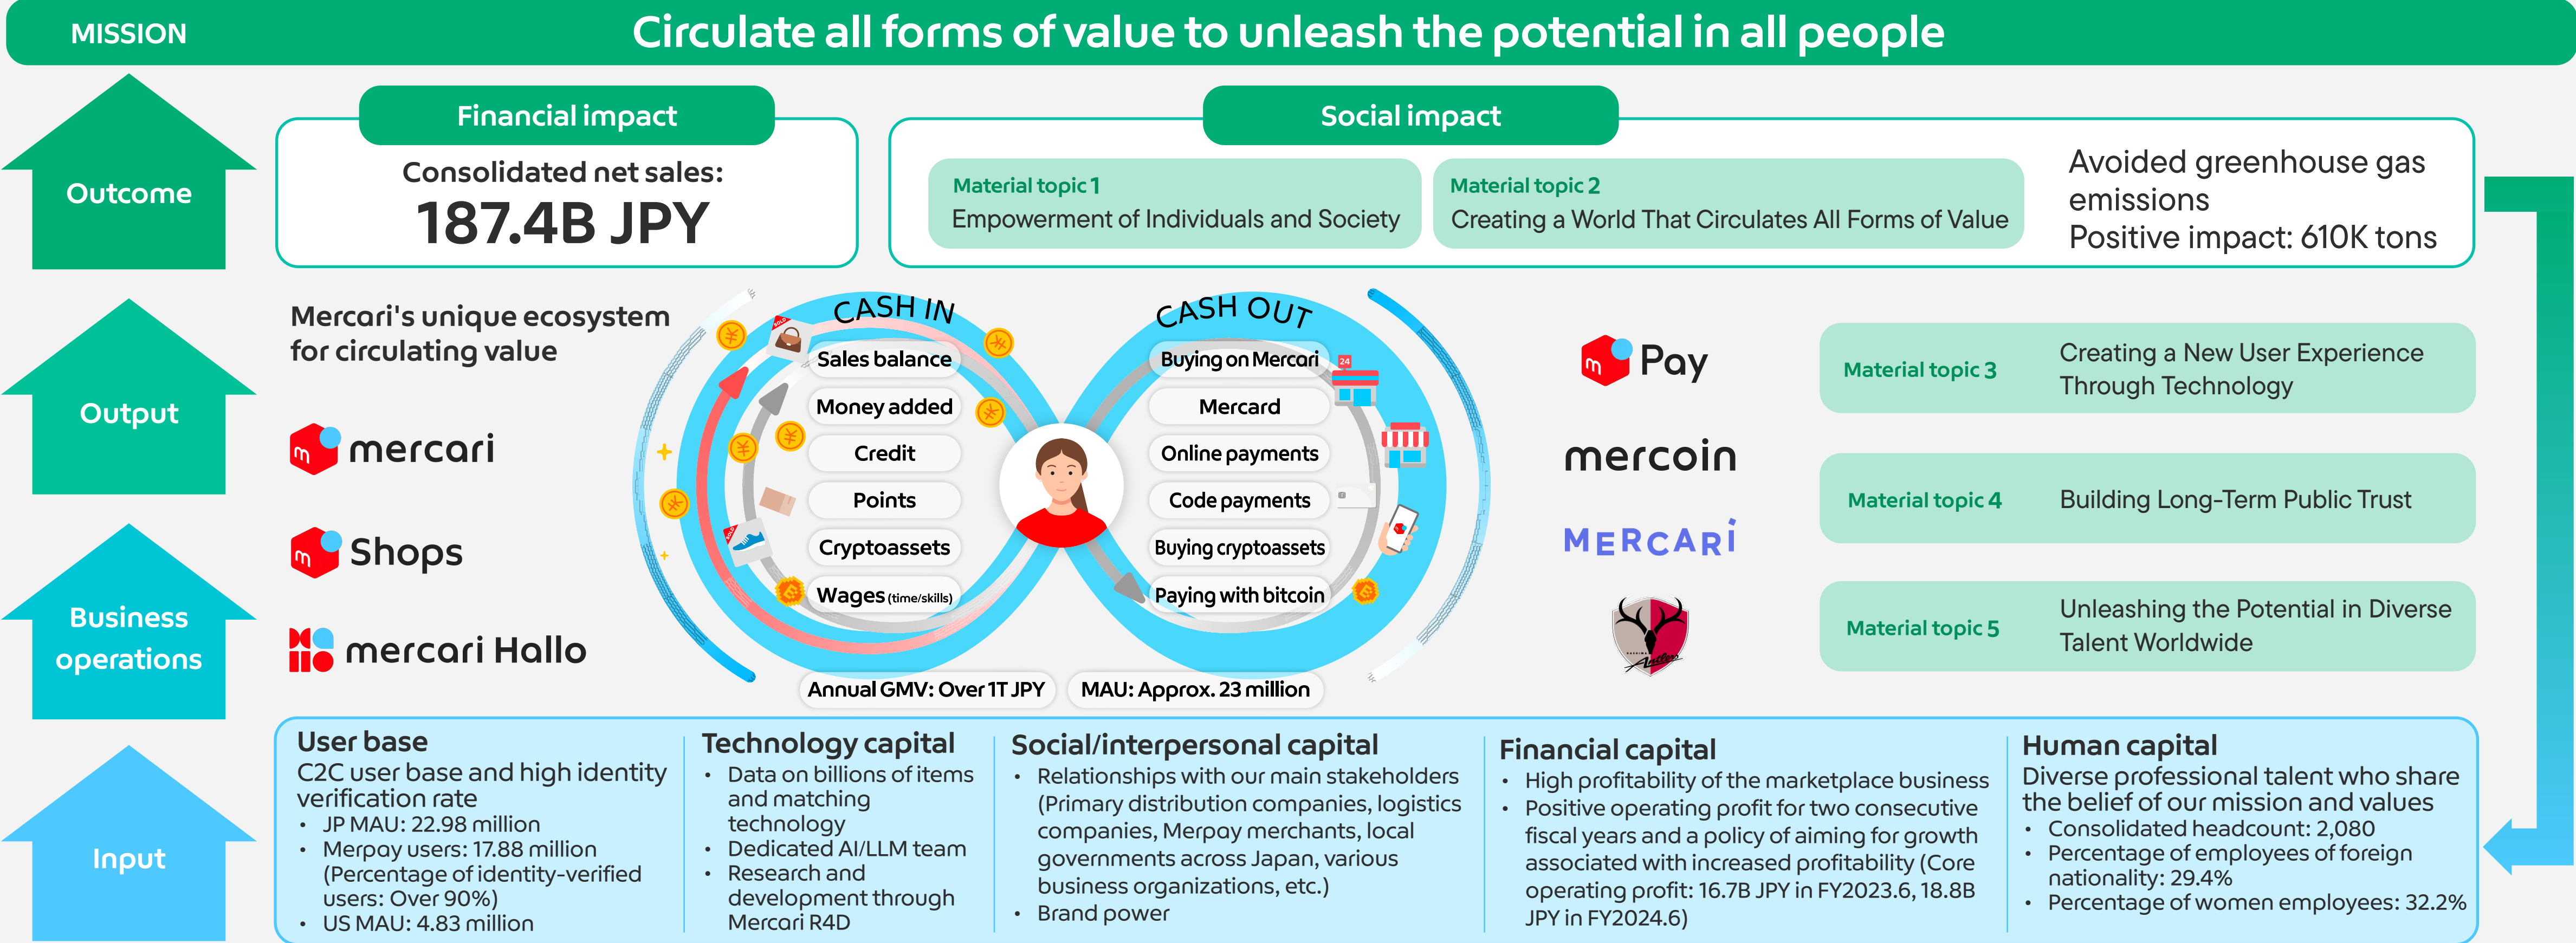 MISSION
Circulate all forms of value to unleash the potential in all people
Outcome
Financial impact
Consolidated net sales:
187.4B JPY
Social impact
Material topic 1
Empowerment of Individuals and Society
Material topic 2
Creating a World That Circulates All Forms of Value
Avoided greenhouse gas
emissions
Positive impact: 610K tons
Output
Business
operations
Mercari's unique ecosystem
for circulating value
m mercari
m Shops
mercari Hallo
CASH IN
Sales balance
Money added
Credit
Points
Cryptoassets
Wages (time/skills)
CASH OUT
Buying on Mercari
Mercard
Online payments
Code payments
Buying cryptoassets
Paying with bitcoin
24
Annual GMV: Over 1T JPY
MAU: Approx. 23 million
m Pay
mercoin
MERCARI
Antlers
Material topic 3
Creating a New User Experience
Through Technology
Material topic 4
Building Long-Term Public Trust
Material topic 5
Unleashing the Potential in Diverse
Talent Worldwide
Input
User base
C2C user base and high identity
verification rate
• JP MAU: 22.98 million
• Merpay users: 17.88 million
(Percentage of identity-verified
users: Over 90%)
• US MAU: 4.83 million
Technology capital
• Data on billions of items
and matching
technology
• Dedicated AI/LLM team
• Research and
development through
Mercari R4D
Social/interpersonal capital
• Relationships with our main stakeholders
(Primary distribution companies, logistics
companies, Merpay merchants, local
governments across Japan, various
business organizations, etc.)
• Brand power
Financial capital
• High profitability of the marketplace business
• Positive operating profit for two consecutive
fiscal years and a policy of aiming for growth
associated with increased profitability (Core
operating profit: 16.7B JPY in FY2023.6, 18.8B
JPY in FY2024.6)
Human capital
Diverse professional talent who share
the belief of our mission and values
• Consolidated headcount: 2,080
• Percentage of employees of foreign
nationality: 29.4%
• Percentage of women employees: 32.2%